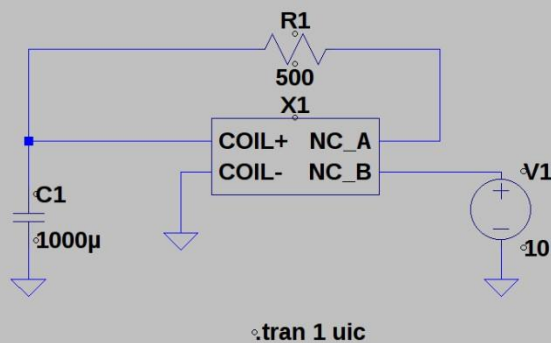 R1
500
X1
COIL+ NC_A
COIL- NC_B
V1
C1
1000µ
10
.tran 1 uic